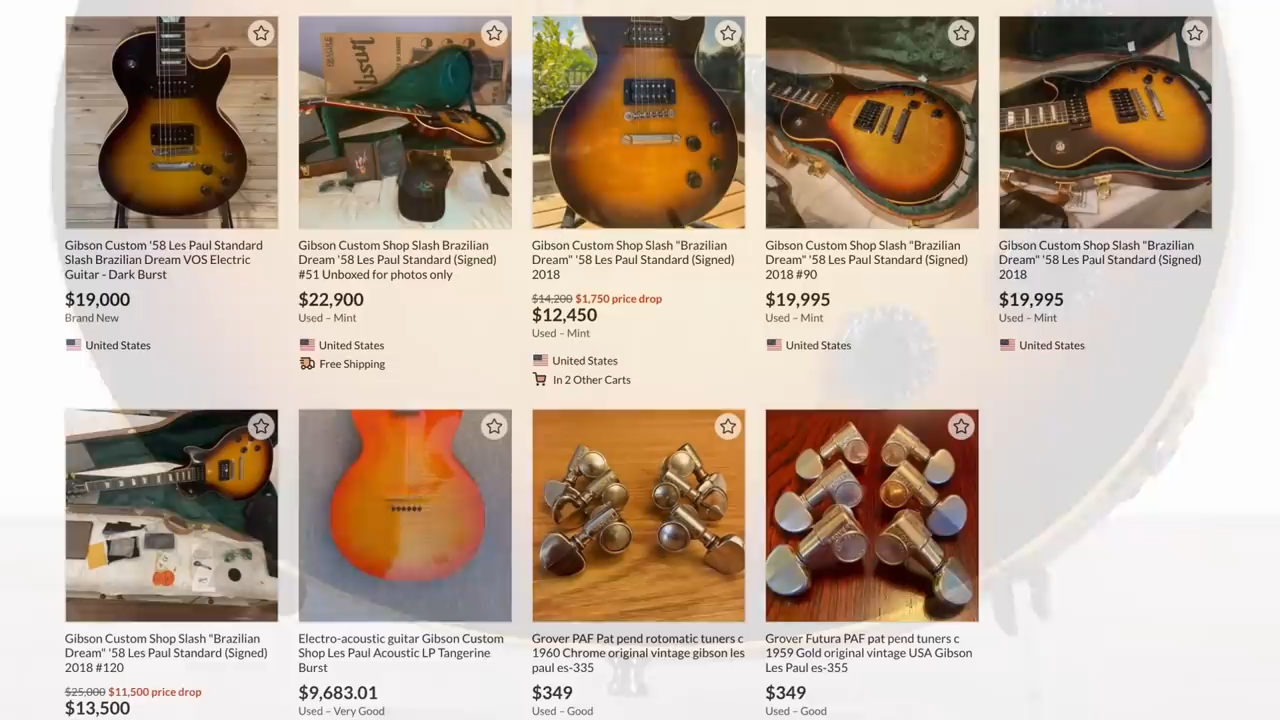 Gibson Custom '58 Les Paul Standard
Slash Brazilian Dream VOS Electric
Guitar - Dark Burst
$19,000
Brand New
United States
Gibson Custom Shop Slash Brazilian
Dream '58 Les Paul Standard (Signed)
#51 Unboxed for photos only
$22,900
Used – Mint
United States
Free Shipping
Gibson Custom Shop Slash "Brazilian
Dream" '58 Les Paul Standard (Signed)
2018
$14,200 $1,750 price drop
$12,450
Used – Mint
United States
In 2 Other Carts
Gibson Custom Shop Slash "Brazilian
Dream" '58 Les Paul Standard (Signed)
2018 #90
$19,995
Used – Mint
United States
Gibson Custom Shop Slash "Brazilian
Dream" '58 Les Paul Standard (Signed)
2018
$19,995
Used – Mint
United States
Gibson Custom Shop Slash "Brazilian
Dream" '58 Les Paul Standard (Signed)
2018 #120
$25,000 $11,500 price drop
$13,500
Electro-acoustic guitar Gibson Custom
Shop Les Paul Acoustic LP Tangerine
Burst
$9,683.01
Used – Very Good
Grover PAF Pat pend rotomatic tuners c
1960 Chrome original vintage gibson les
paul es-335
$349
Used – Good
Grover Futura PAF pat pend tuners c
1959 Gold original vintage USA Gibson
Les Paul es-355
$349
Used – Good